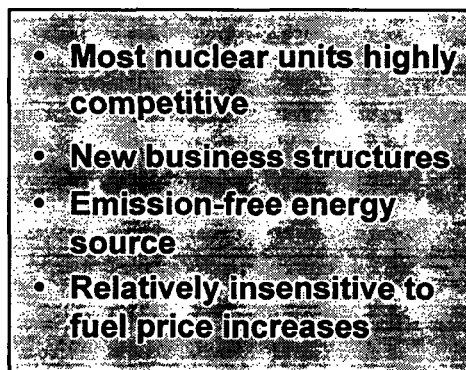 • Most nuclear units highly
competitive
• New business structures
• Emission-free energy
source
• Relatively insensitive to
fuel price increases